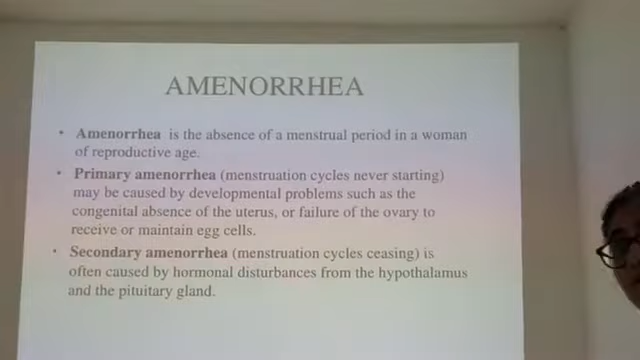 AMENORRHEA
• Amenorrhea is the absence of a menstrual period in a woman
of reproductive age.
• Primary amenorrhea (menstruation cycles never starting)
may be caused by developmental problems such as the
congenital absence of the uterus, or failure of the ovary to
receive or maintain egg cells.
• Secondary amenorrhea (menstruation cycles ceasing) is
often caused by hormonal disturbances from the hypothalamus
and the pituitary gland.